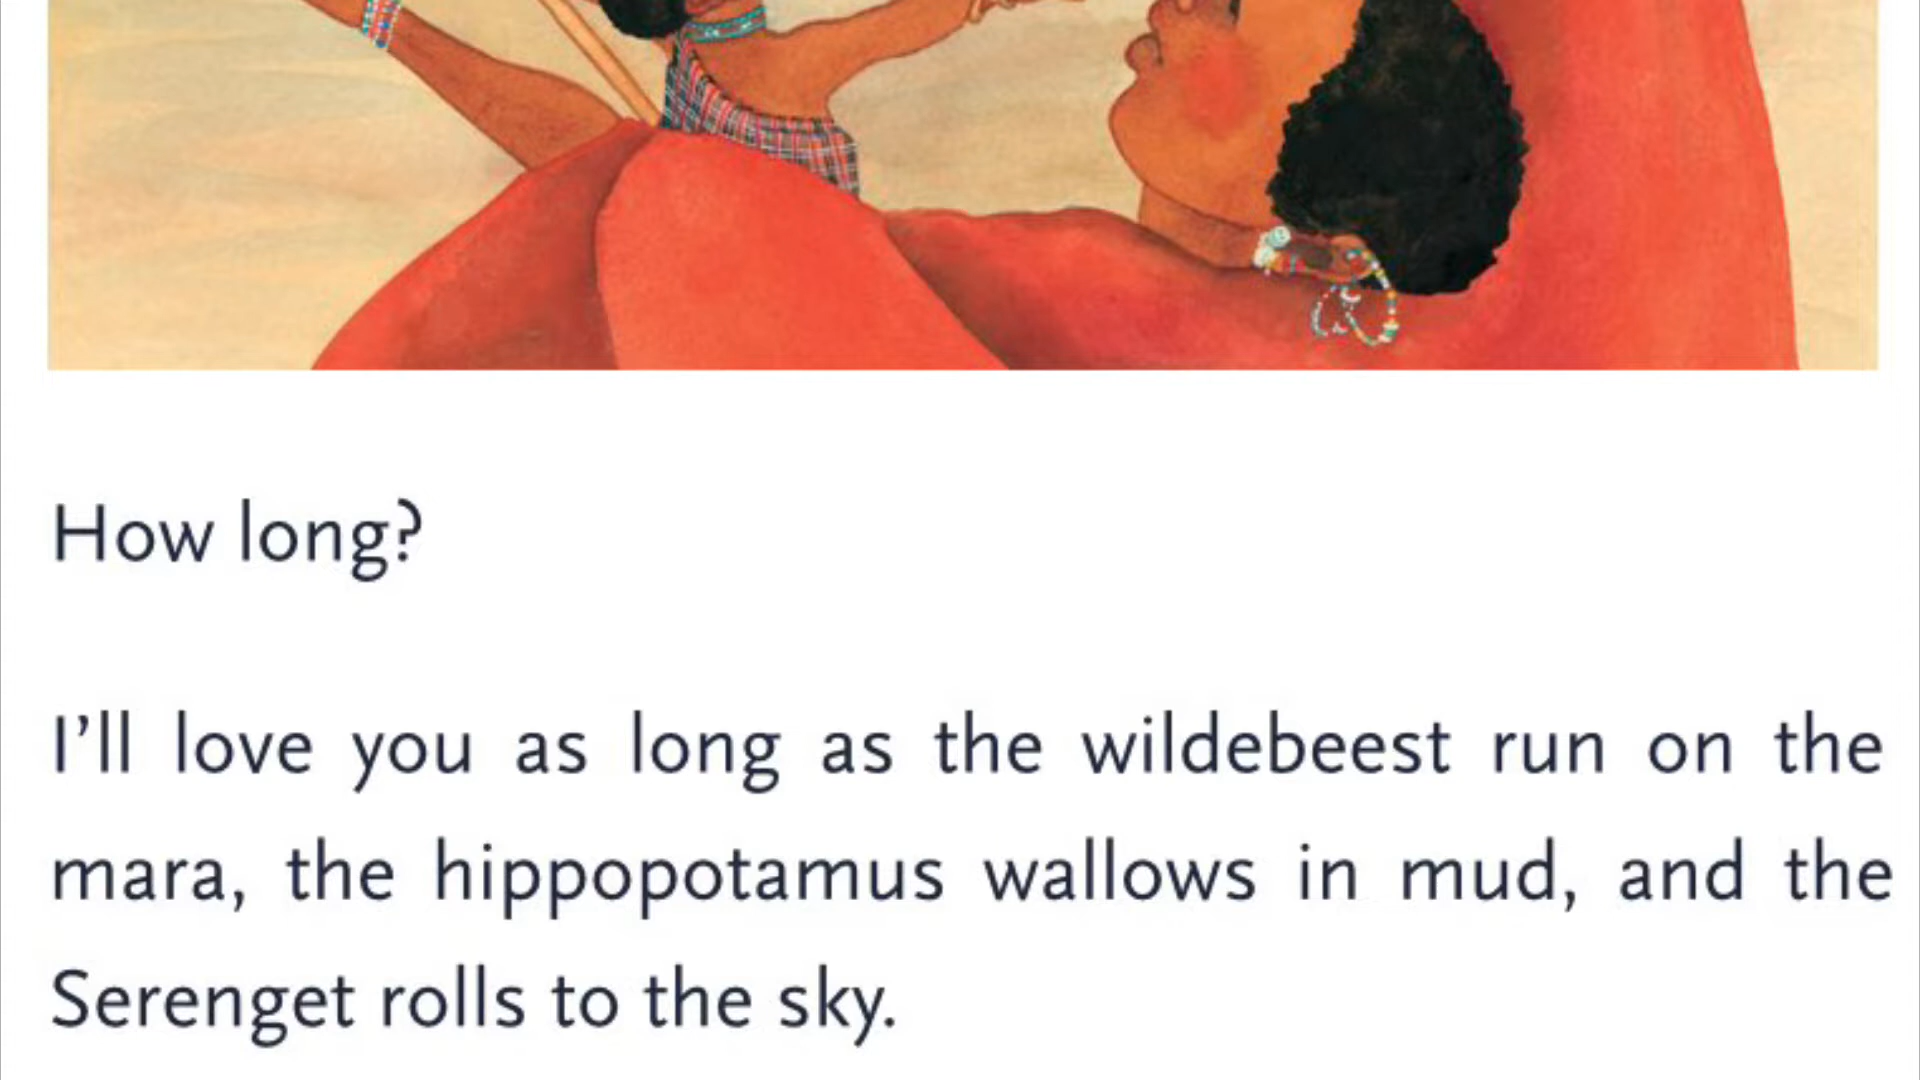 How long?
I’ll love you as long as the wildebeest run on the
mara, the hippopotamus wallows in mud, and the
Serenget rolls to the sky.